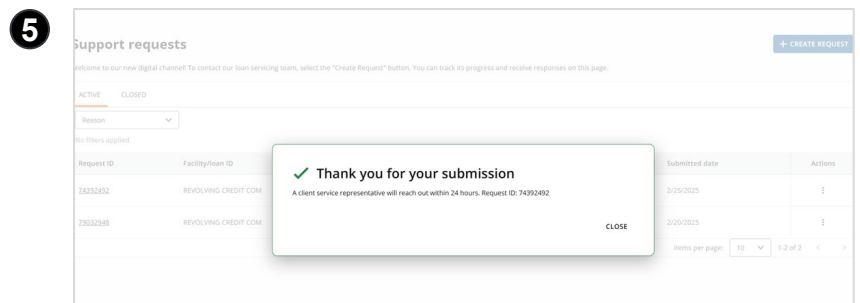 5
Support requests
+ CREATE REQUEST
Welcome to our new digital channel! To contact our loan servicing team, select the "Create Request" button. You can track its progress and receive responses on this page.
ACTIVE CLOSED
Reason
No filters applied
Request ID Facility/loan ID Submitted date Actions
Thank you for your submission
A client service representative will reach out within 24 hours. Request ID: 74392492
74392492 REVOLVING CREDIT COM 2/25/2025
79032948 REVOLVING CREDIT COM 2/20/2025
CLOSE
Items per page: 10 1-2 of 2